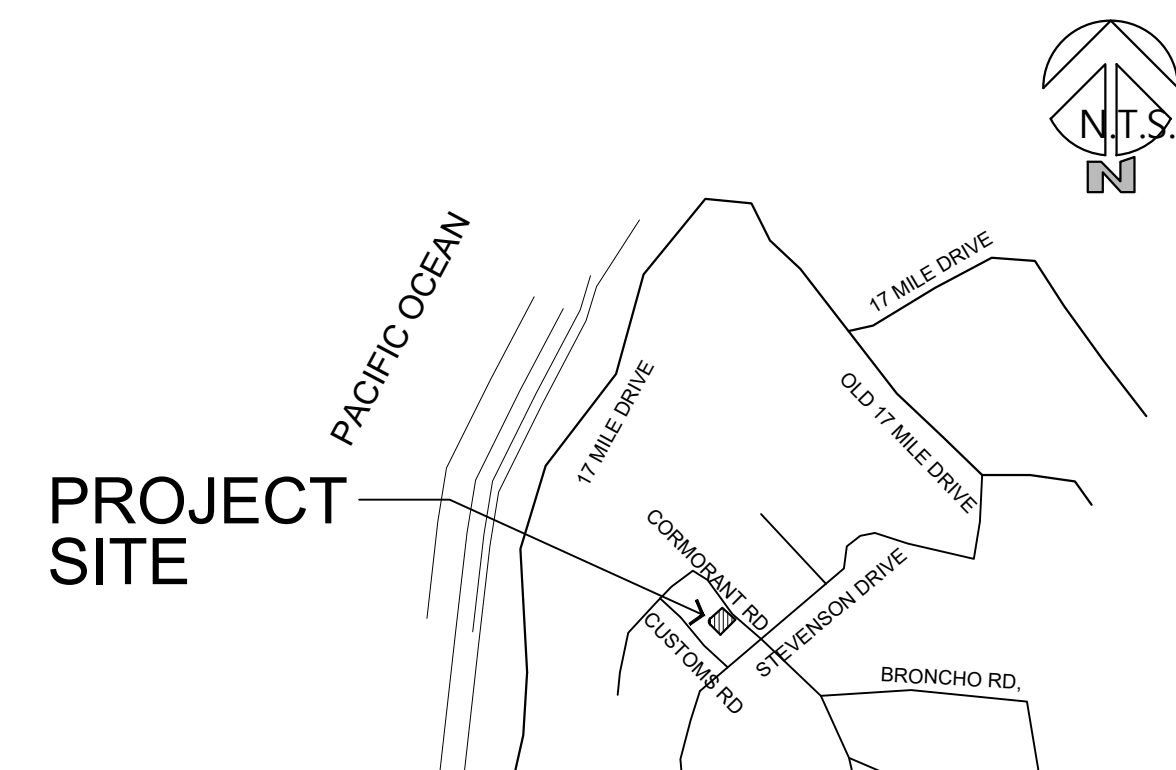 N.T.S.
N
PACIFIC OCEAN
17 MILE DRIVE
17 MILE DRIVE
OLD 17 MILE DRIVE
PROJECT
SITE
CORMORANT RD
STEVENSON DRIVE
CUSTOMS RD
BRONCHO RD,